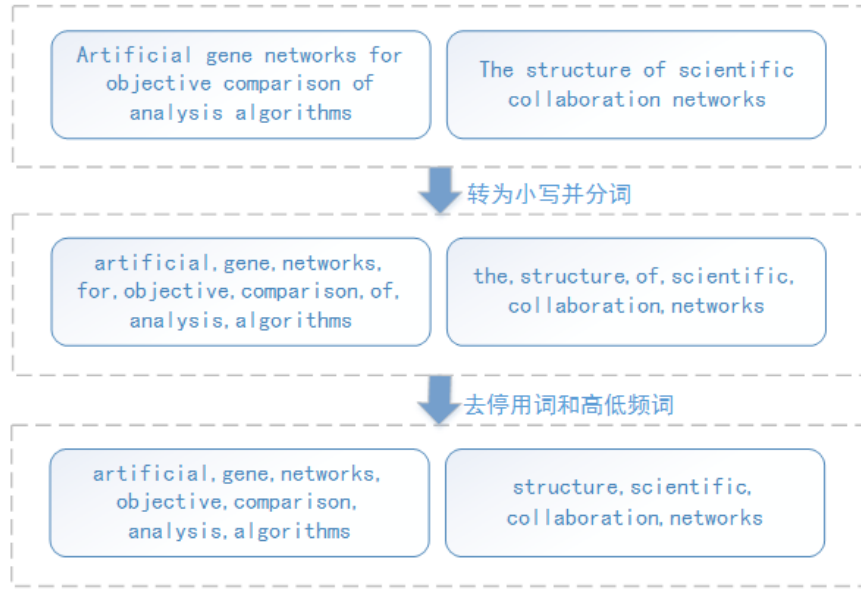 Artificial gene networks for
objective comparison of
analysis algorithms
The structure of scientific
collaboration networks
转为小写并分词
artificial,gene,networks,
for,objective,comparison,of,
analysis,algorithms
the,structure,of,scientific,
collaboration,networks
去停用词和高低频词
artificial,gene,networks,
objective,comparison,
analysis,algorithms
structure,scientific,
collaboration,networks